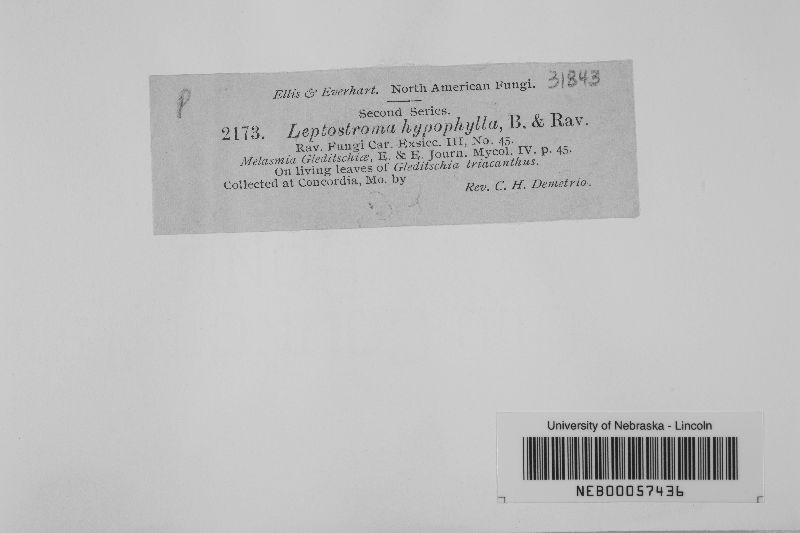 P
Ellis & Everhart. North American Fungi. 31843
Second Series.
2173. Leptostroma hypophylla, B. & Rav.
Rav. Fungi Car. Exsicc. III, No. 45.
Melasmia Gleditschiæ, E. & E. Journ. Mycol. IV. p. 45.
On living leaves of Gleditschia triacanthus.
Collected at Concordia, Mo. by Rev. C. H. Demetrio.
University of Nebraska - Lincoln
NEB00057436